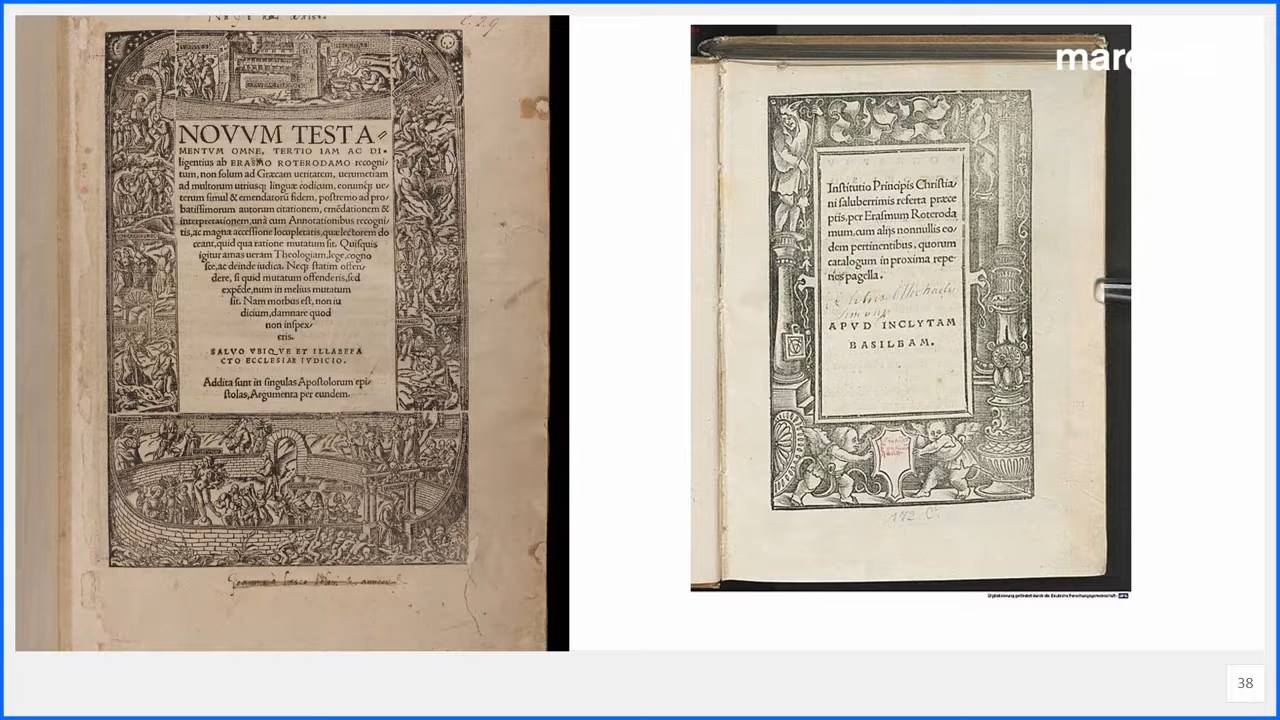 NOVVM TESTA
MENTVM OMNE, TERTIO IAM AC DI-
ligentius ab ERASMO ROTERODAMO recogni/
tum, non solum ad Græcam ueritatem, uerumetiam
ad multorum utriusq; linguæ codicum, eorumq; ue/
terum simul & emendatorũ fidem, postremo ad pro/
batissimorum autorum citationem, emẽdationem &
interpretationem, unà cum Annotationibus recogni/
tis, ac magna accessione locupletatis, quæ lectorem do
ceant, quid qua ratione mutatum sit. Quisquis
igitur amas ueram Theologiam, lege, cogno
sce, ac deinde iudica. Neq; statim offen/
dere, si quid mutatum offenderis, sed
expẽde, num in melius mutatum
sit. Nam morbus est, non iu
dicium, damnare quod
non inspex/
eris.
SALVO VBIQVE ET ILLABEFA
CTO ECCLESIAE IVDICIO.
Addita sunt in singulas Apostolorum epi/
stolas, Argumenta per eundem.
Institutio Principis Christia/
ni saluberrimis referta præce
ptis, per Erasmum Roteroda
mum, cum alijs nonnullis eo/
dem pertinentibus, quorum
catalogum in proxima repe/
ries pagella.
APVD INCLYTAM
BASILEAM.
Digitalisierung gefördert durch die Deutsche Forschungsgemeinschaft
38